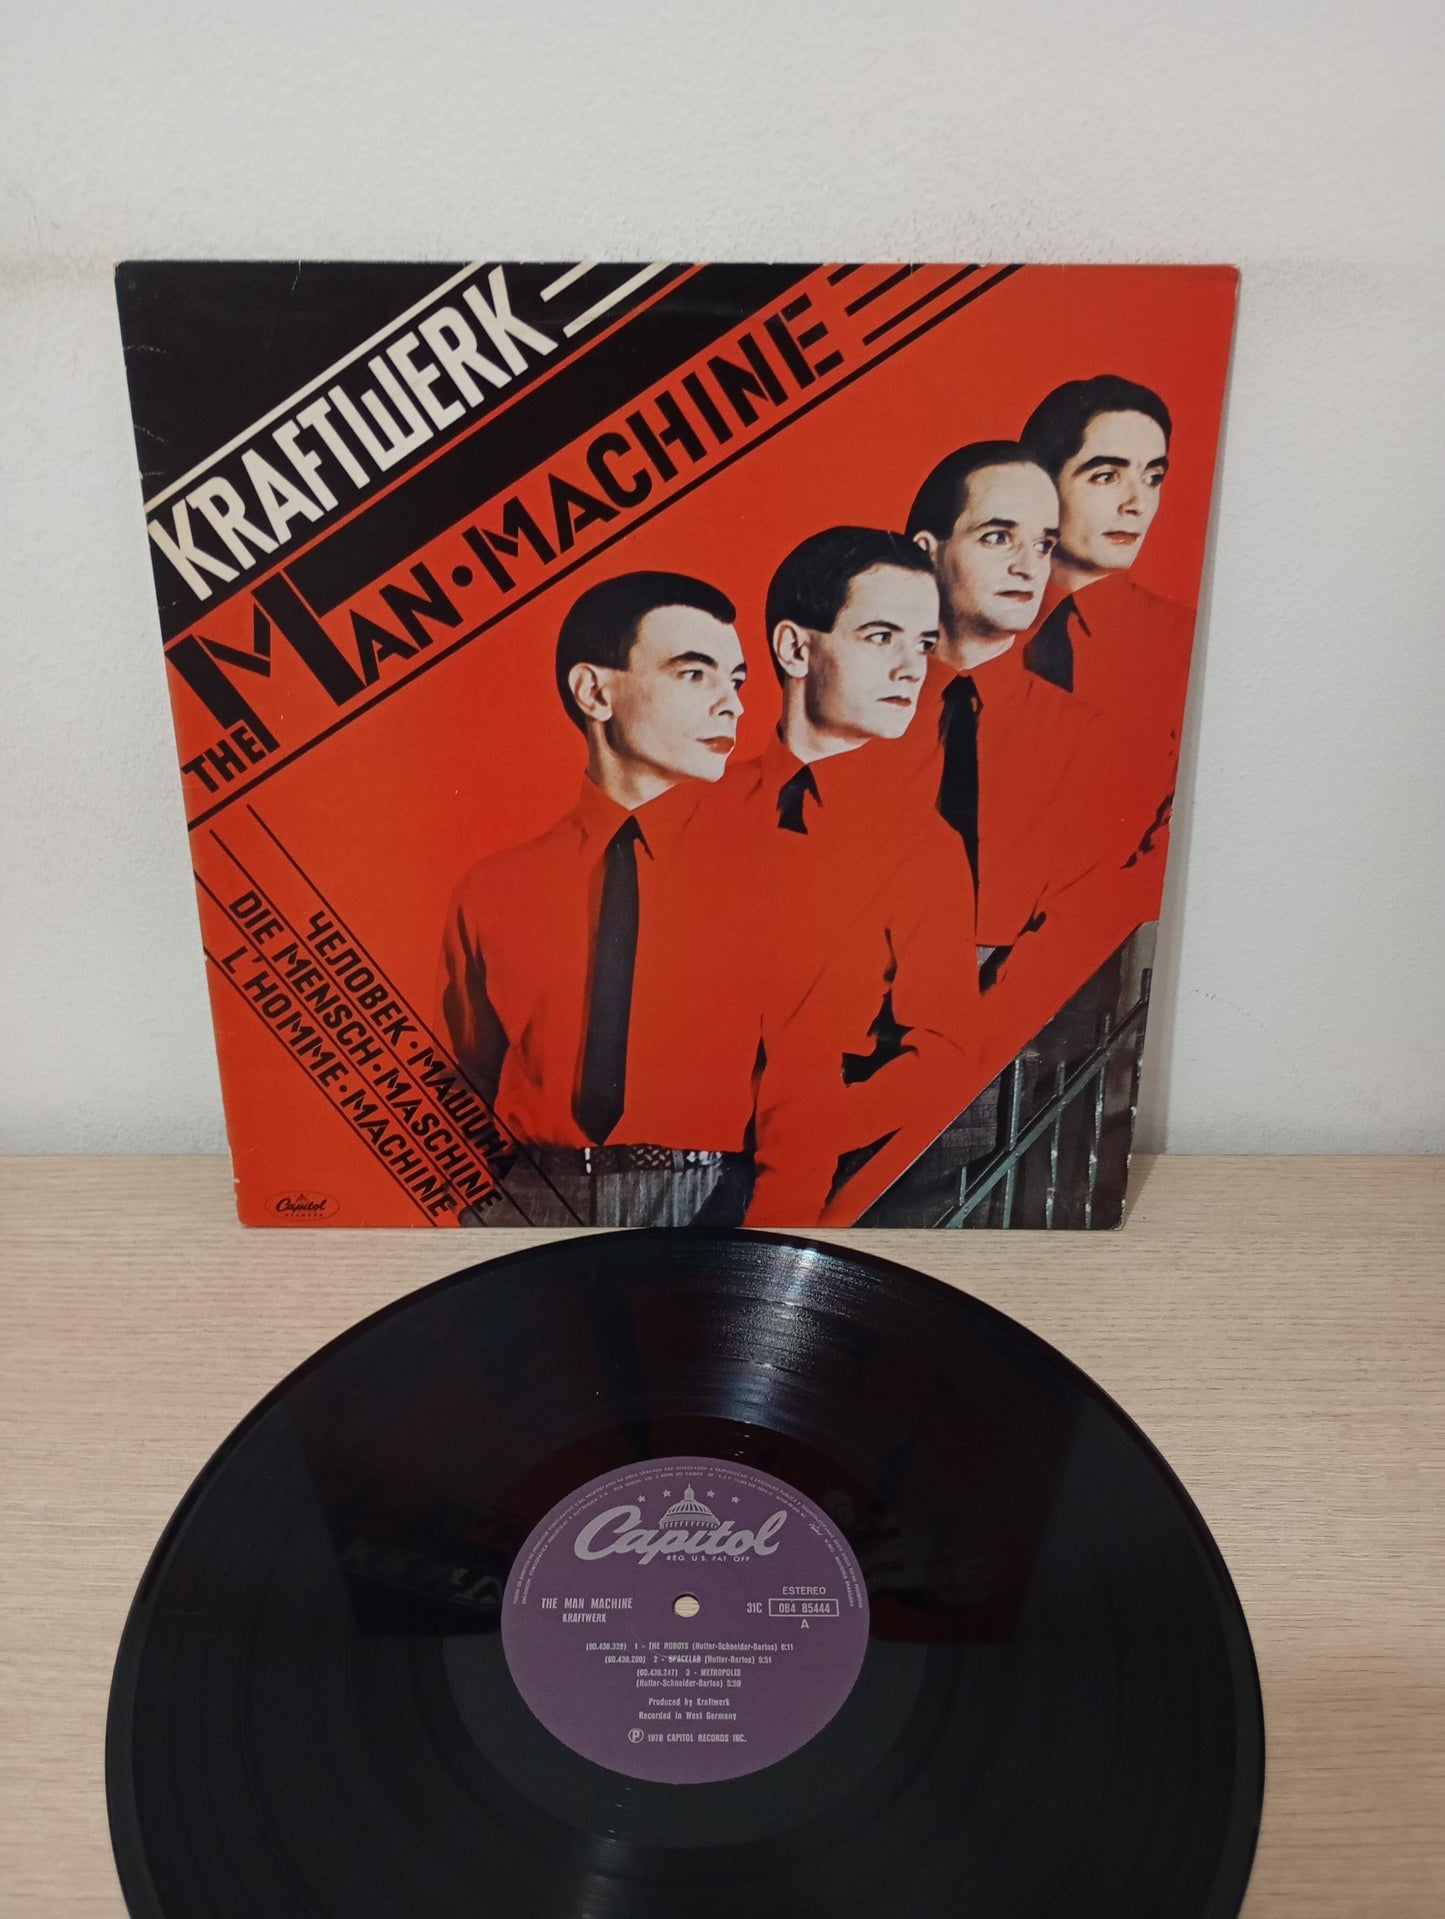 KRAFTWERK
THE MAN·MACHINE
ЧЕЛОВЕК·МАШИНА
DIE MENSCH·MASCHINE
L'HOMME·MACHINE
Capitol
RECORDS
Capitol
REG. U.S. PAT. OFF
THE MAN MACHINE
KRAFTWERK
ESTEREO
31C 064 85444
A
1 - THE ROBOTS (Hutter-Schneider-Bartos) 6:11
2 - SPACELAB (Hutter-Bartos) 5:51
3 - METROPOLIS
(Hutter-Schneider-Bartos) 5:59
Produced by Kraftwerk
Recorded in West Germany
Ⓟ 1978 CAPITOL RECORDS INC.